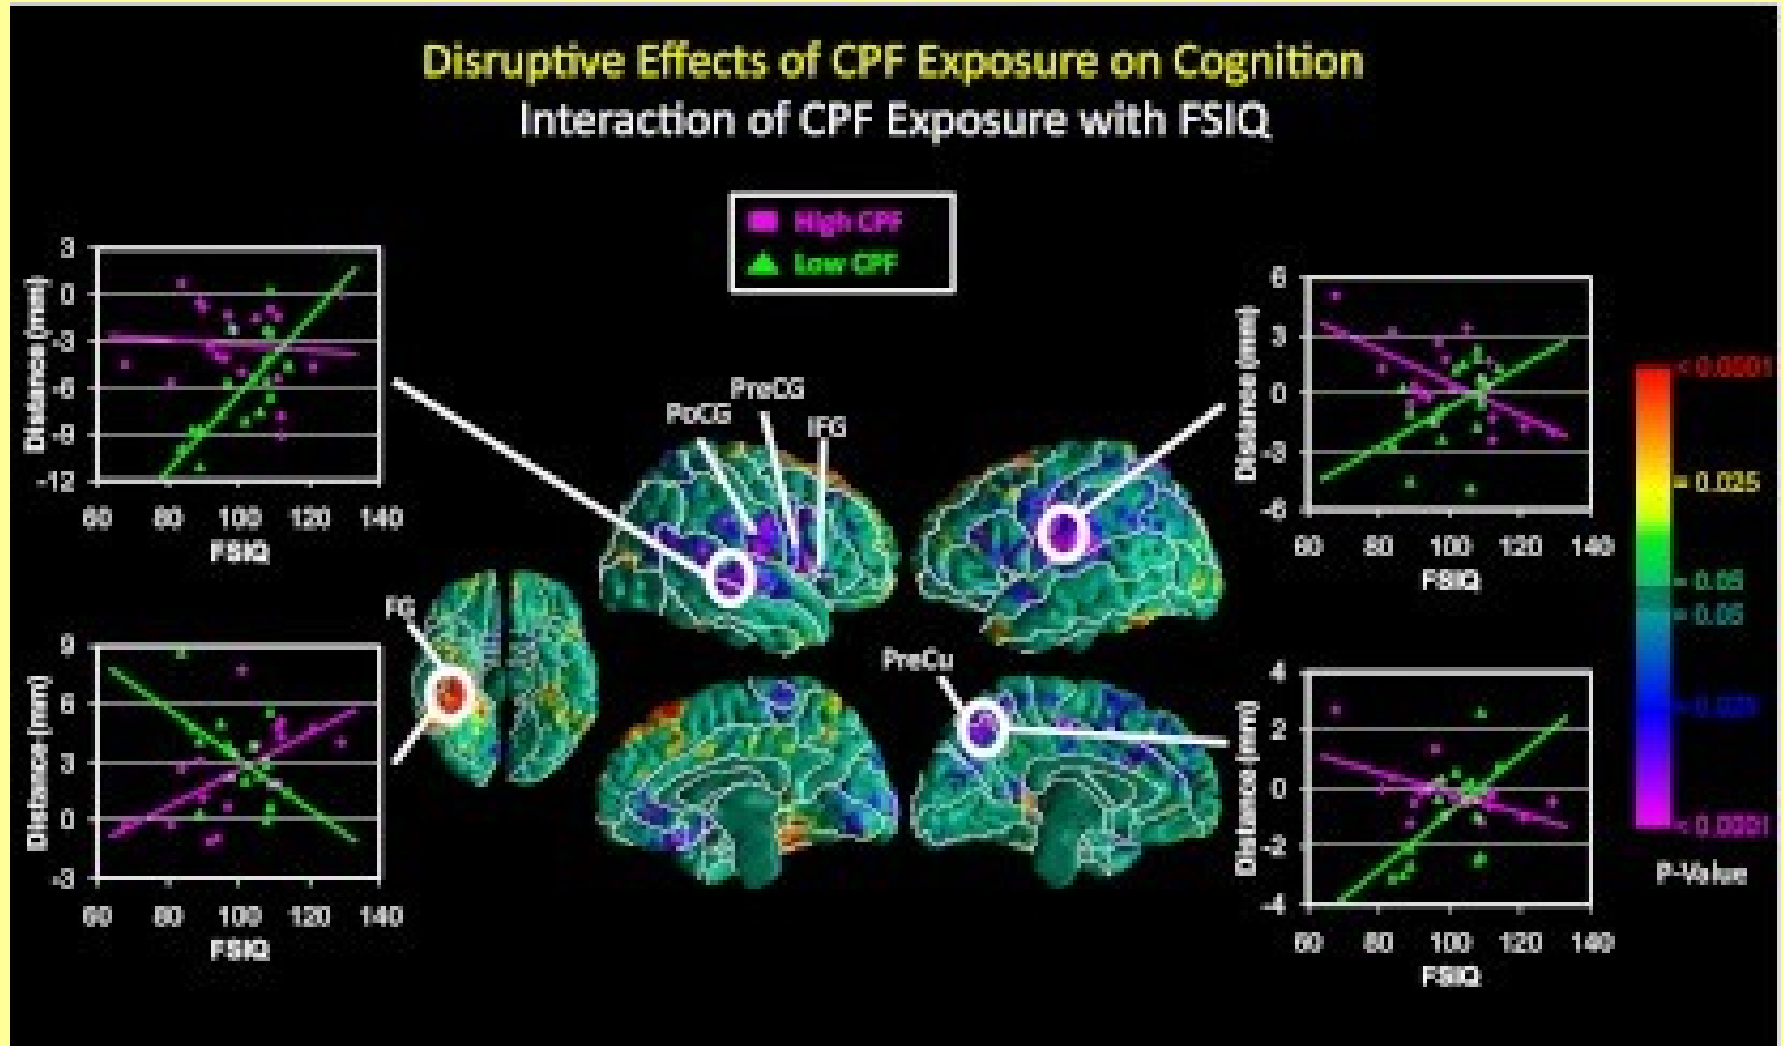 Disruptive Effects of CPF Exposure on Cognition
Interaction of CPF Exposure with FSIQ
High CPF
Low CPF
3
0
-3
-6
-9
-12
Distance (mm)
60 80 100 120 140
FSIQ
PreCG
PoCG
IFG
6
3
0
-3
-6
Distance (mm)
60 80 100 120 140
FSIQ
FG
9
6
3
0
-3
Distance (mm)
60 80 100 120 140
FSIQ
PreCu
4
2
0
-2
-4
Distance (mm)
60 80 100 120 140
FSIQ
< 0.0001
= 0.025
= 0.05
= 0.05
= 0.025
< 0.0001
P-Value